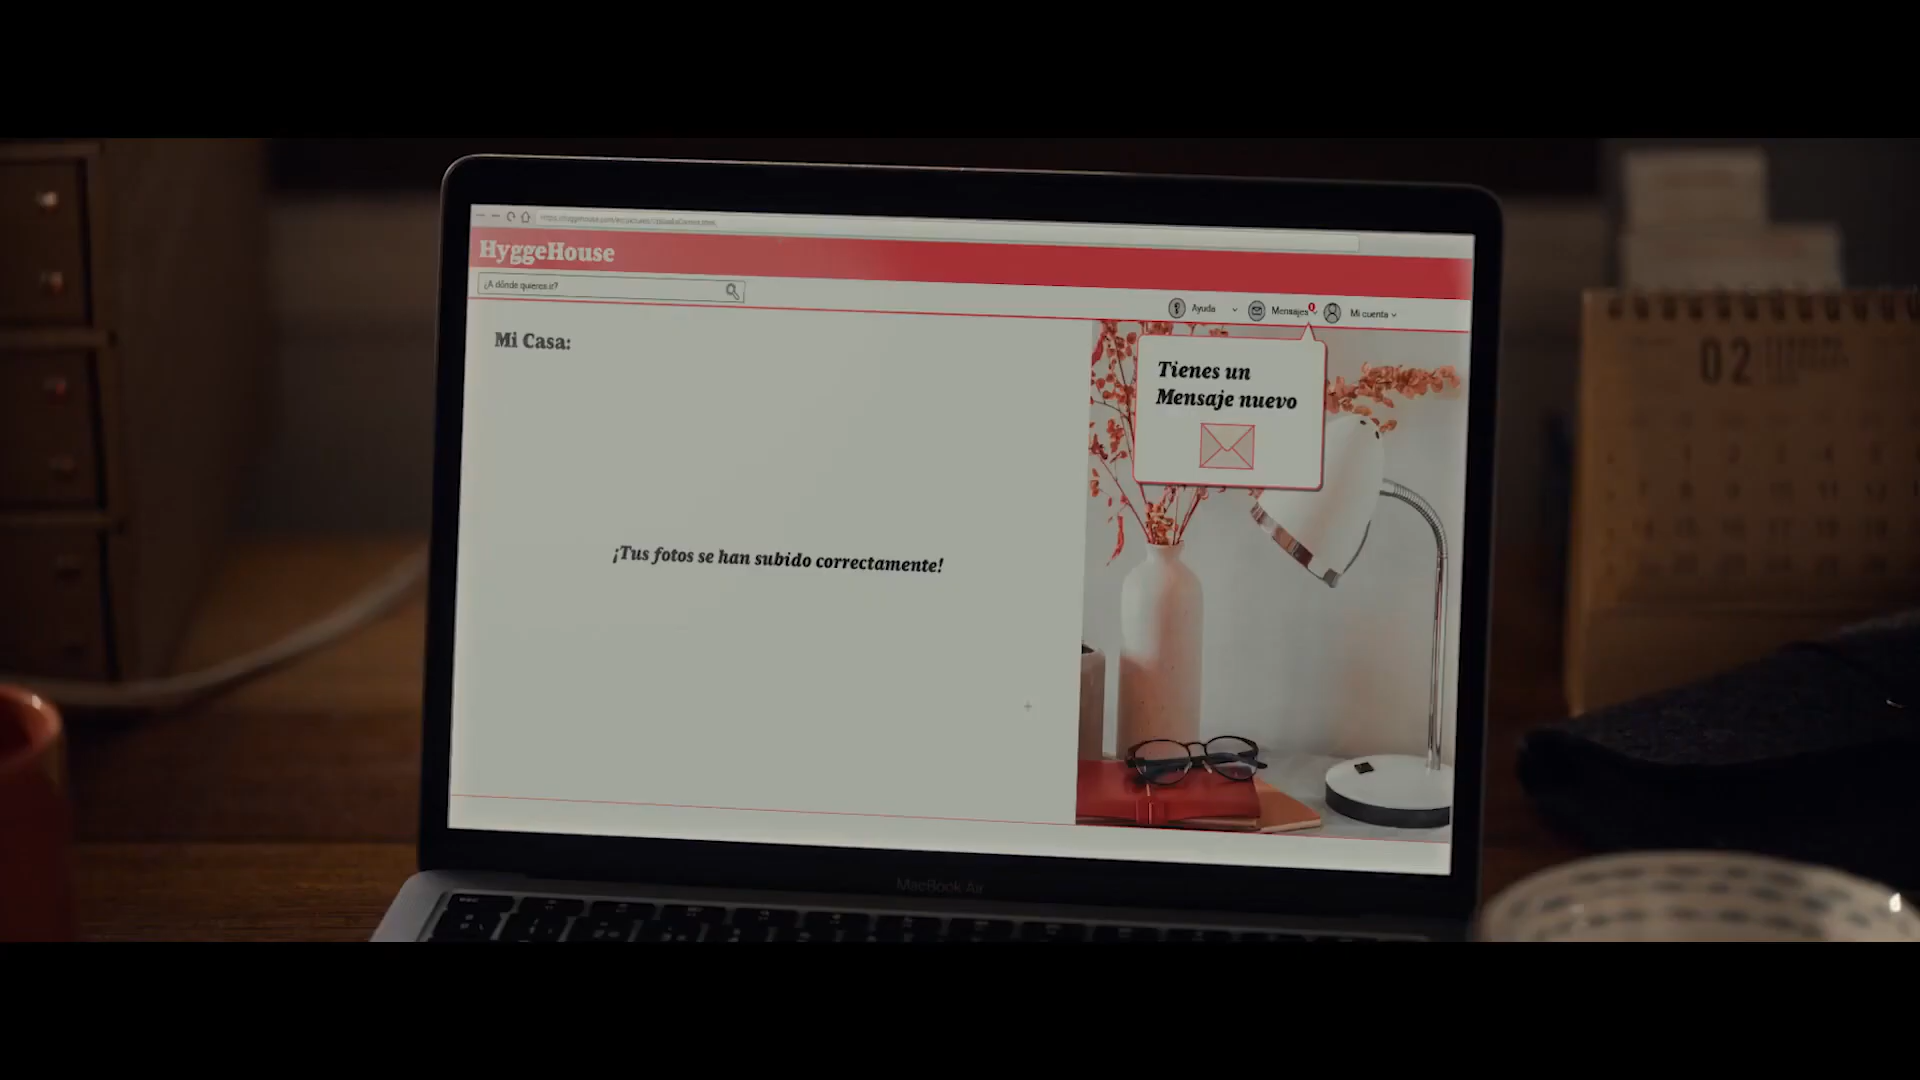 HyggeHouse
¿A dónde quieres ir?
Ayuda
Mensajes
1
Mi cuenta
Mi Casa:
Tienes un
Mensaje nuevo
¡Tus fotos se han subido correctamente!
MacBook Air
02